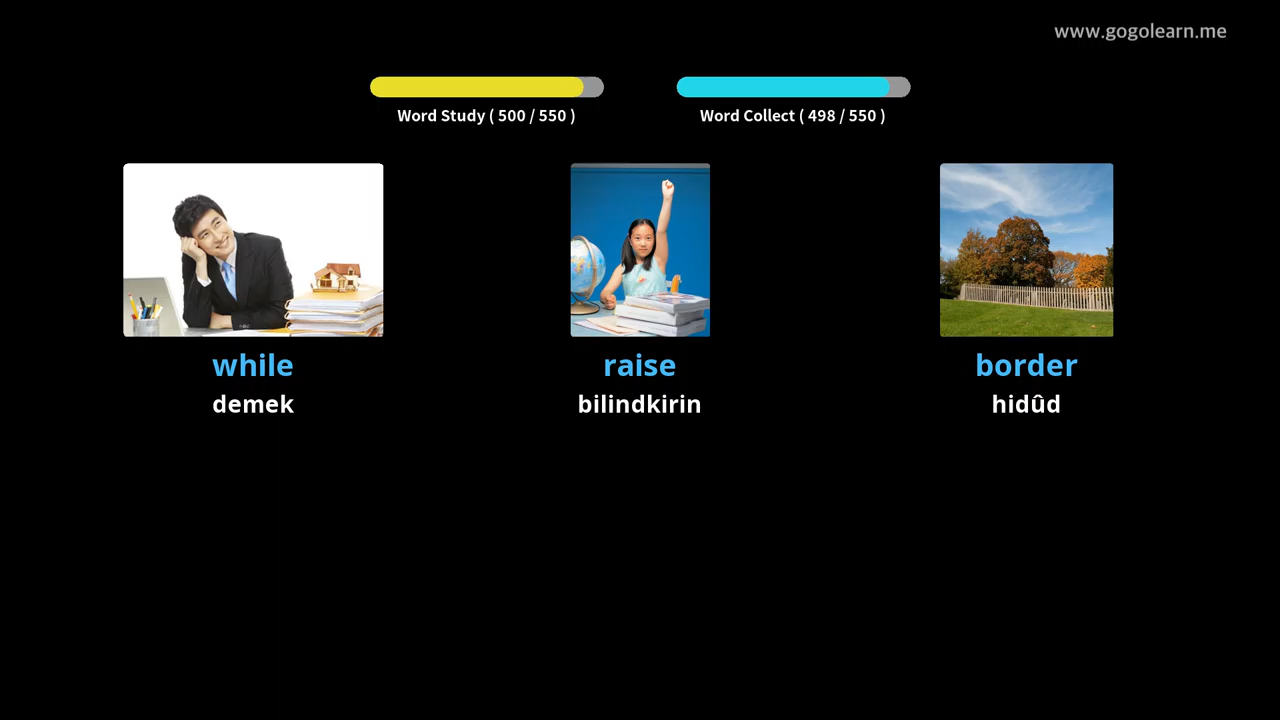 www.gogolearn.me
Word Study ( 500 / 550 )
Word Collect ( 498 / 550 )
while
raise
border
demek
bilindkirin
hidûd